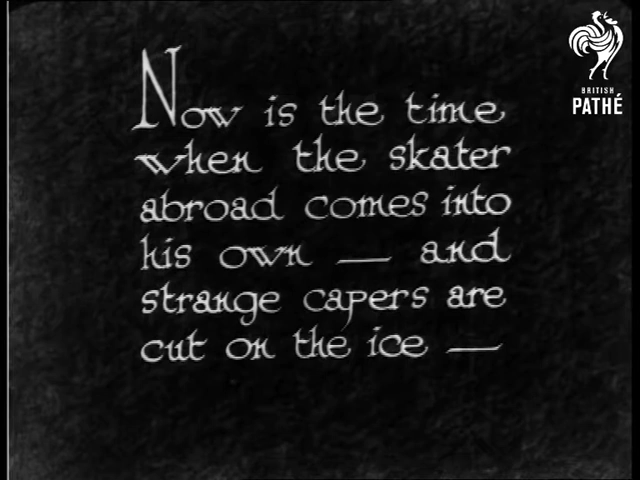 BRITISH
PATHÉ
Now is the time
when the skater
abroad comes into
his own — and
strange capers are
cut on the ice —